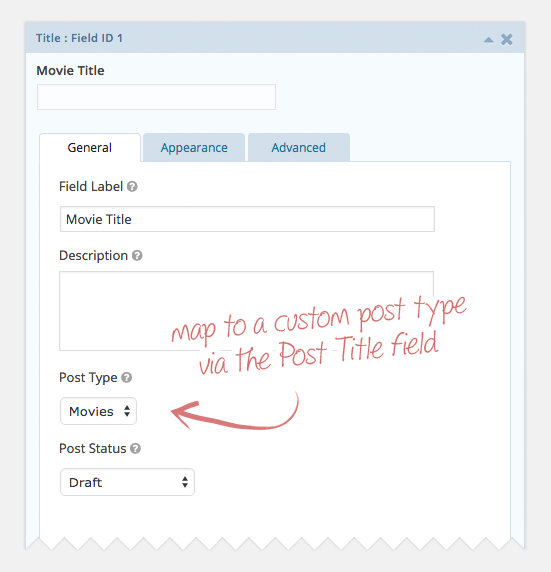 Title : Field ID 1
Movie Title
General Appearance Advanced
Field Label ?
Movie Title
Description ?
map to a custom post type
via the Post Title field
Post Type ?
Movies
Post Status ?
Draft